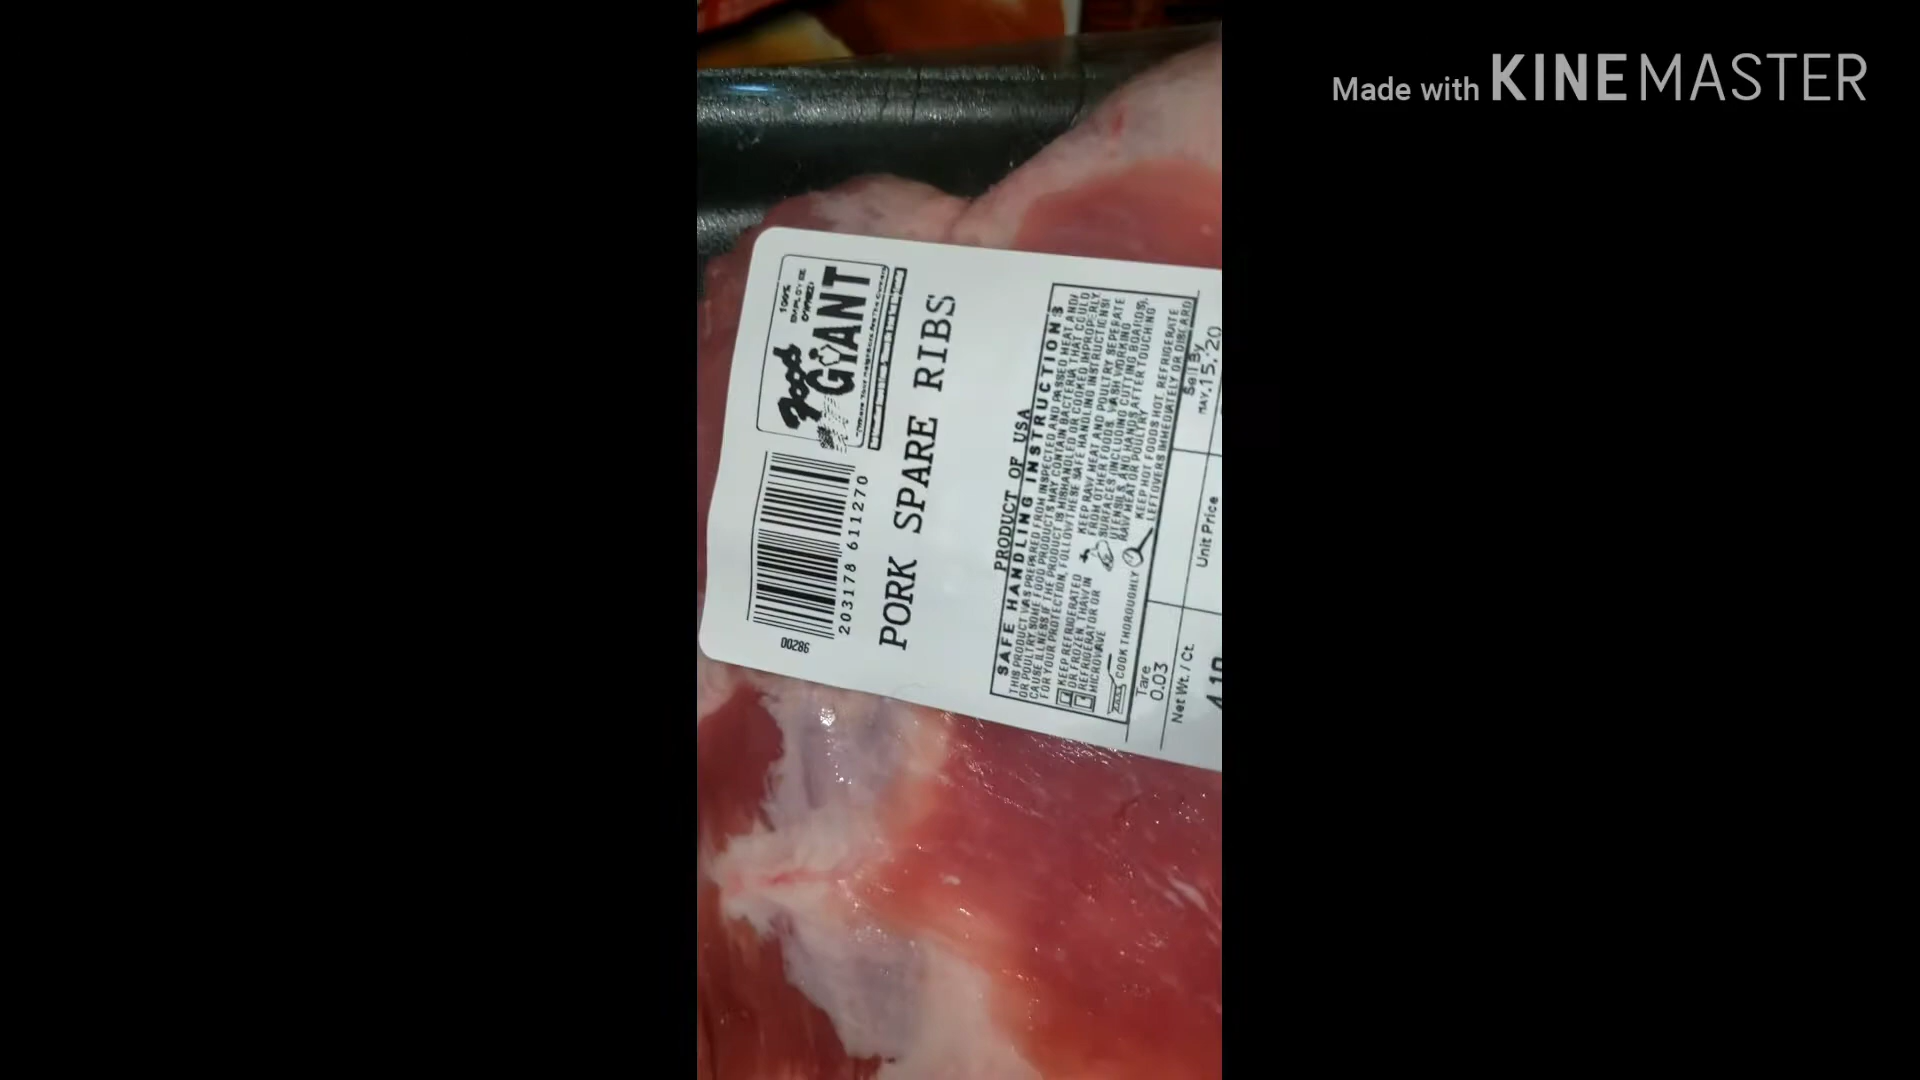 Made with KINEMASTER
100%
EMPLOYEE
OWNED
Food
GIANT
203178 611270
00286
PORK SPARE RIBS
PRODUCT OF USA
SAFE HANDLING INSTRUCTIONS
THIS PRODUCT WAS PREPARED FROM INSPECTED AND PASSED MEAT AND/
OR POULTRY. SOME FOOD PRODUCTS MAY CONTAIN BACTERIA THAT COULD
CAUSE ILLNESS IF THE PRODUCT IS MISHANDLED OR COOKED IMPROPERLY.
FOR YOUR PROTECTION, FOLLOW THESE SAFE HANDLING INSTRUCTIONS!
KEEP REFRIGERATED
OR FROZEN. THAW IN
REFRIGERATOR OR
MICROWAVE
KEEP RAW MEAT AND POULTRY SEPERATE
FROM OTHER FOODS. WASH WORKING
SURFACES (INCLUDING CUTTING BOARDS),
UTENSILS, AND HANDS AFTER TOUCHING
RAW MEAT OR POULTRY
COOK THOROUGHLY
KEEP HOT FOODS HOT, REFRIGERATE
LEFTOVERS IMMEDIATELY OR DISCARD
Tare
0.03
Sell By
MAY.15,'20
Net Wt. / Ct.
Unit Price